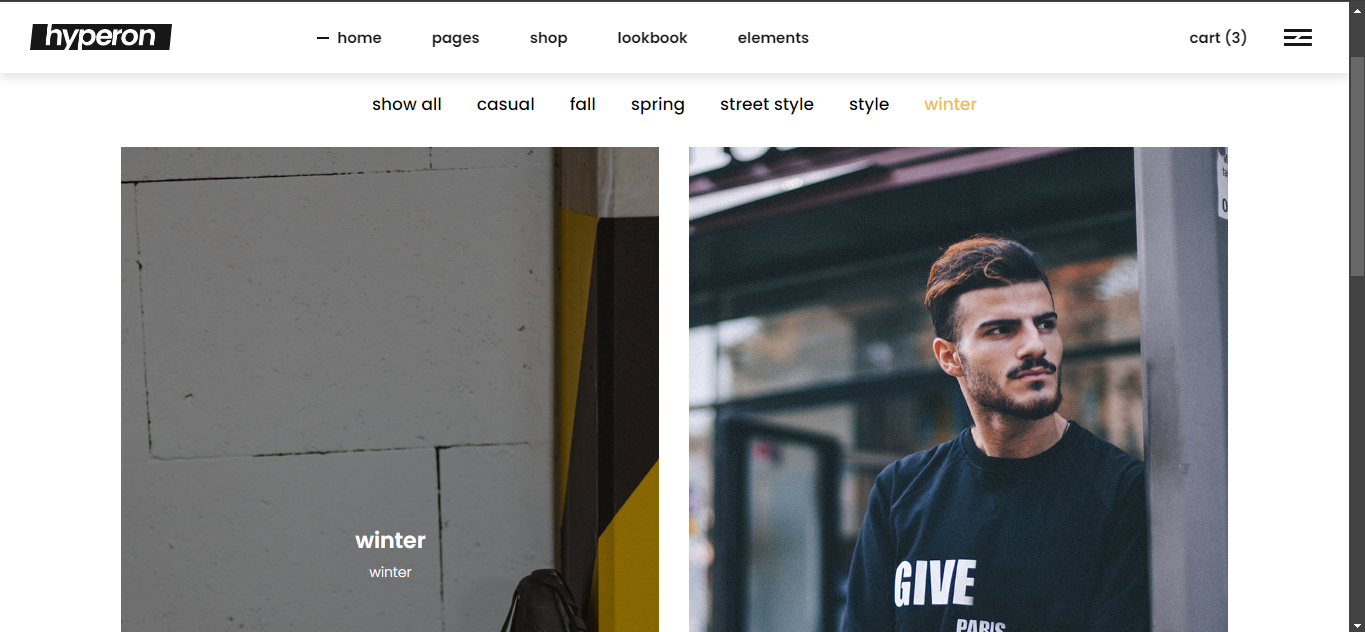 hyperon
home pages shop lookbook elements cart (3)
show all casual fall spring street style style winter
winter
winter
GIVE
PARIS